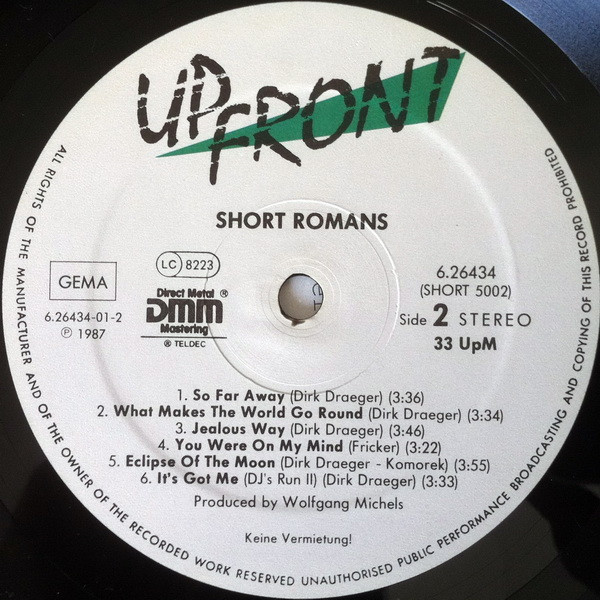 UPFRONT
SHORT ROMANS
GEMA
LC 8223
6.26434-01-2
℗ 1987
Direct Metal ®
DMM
Mastering
® TELDEC
6.26434
(SHORT 5002)
Side 2 STEREO
33 UpM
1. So Far Away (Dirk Draeger) (3:36)
2. What Makes The World Go Round (Dirk Draeger) (3:34)
3. Jealous Way (Dirk Draeger) (3:46)
4. You Were On My Mind (Fricker) (3:22)
5. Eclipse Of The Moon (Dirk Draeger - Komorek) (3:55)
6. It's Got Me (DJ's Run II) (Dirk Draeger) (3:33)
Produced by Wolfgang Michels
Keine Vermietung!
ALL RIGHTS OF THE MANUFACTURER AND OF THE OWNER OF THE RECORDED WORK RESERVED UNAUTHORISED PUBLIC PERFORMANCE BROADCASTING AND COPYING OF THIS RECORD PROHIBITED